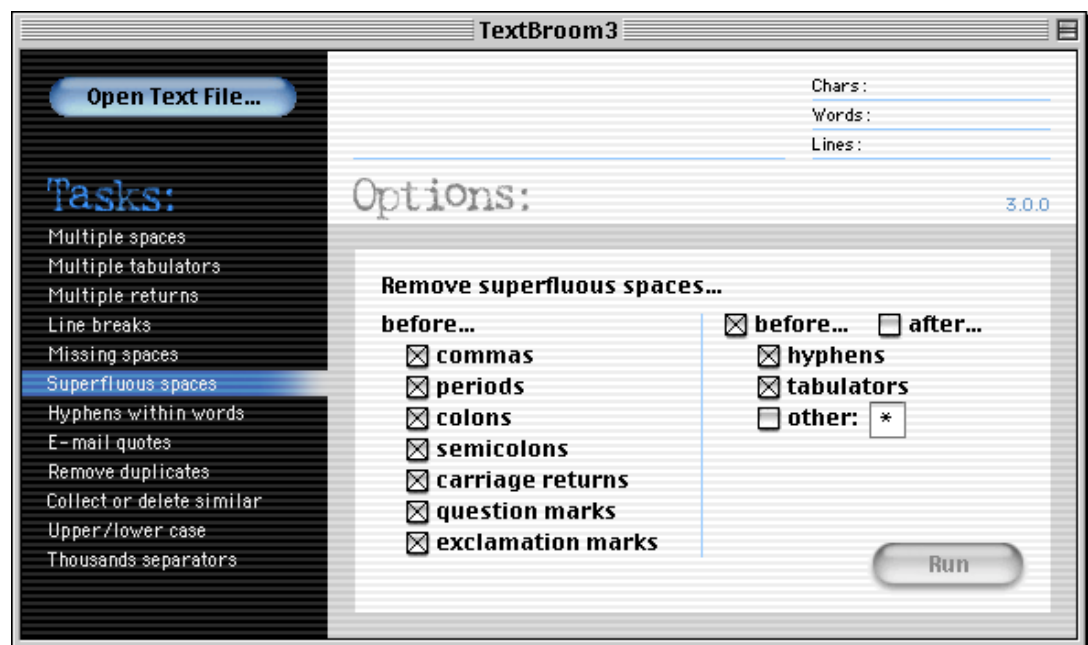 TextBroom3
Open Text File...
Chars:
Words:
Lines:
Tasks:
Multiple spaces
Multiple tabulators
Multiple returns
Line breaks
Missing spaces
Superfluous spaces
Hyphens within words
E-mail quotes
Remove duplicates
Collect or delete similar
Upper/lower case
Thousands separators
Options:
3.0.0
Remove superfluous spaces...
before...
commas
periods
colons
semicolons
carriage returns
question marks
exclamation marks
before... after...
hyphens
tabulators
other: *
Run